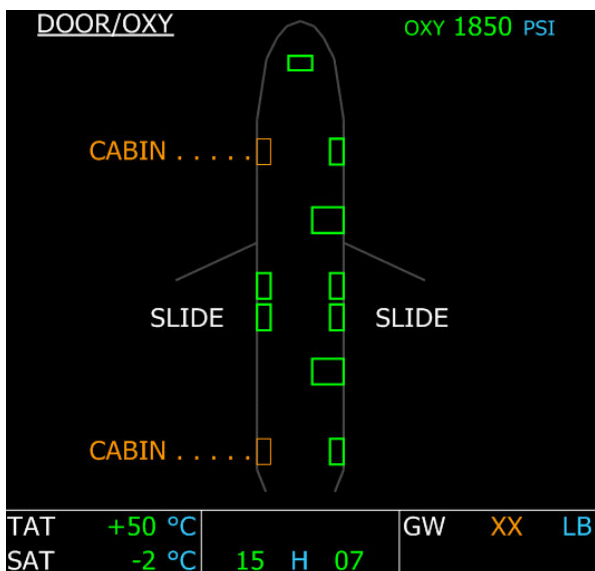 DOOR/OXY OXY 1850 PSI
CABIN . . . . .
SLIDE SLIDE
CABIN . . . . .
TAT +50 °C GW XX LB
SAT -2 °C 15 H 07